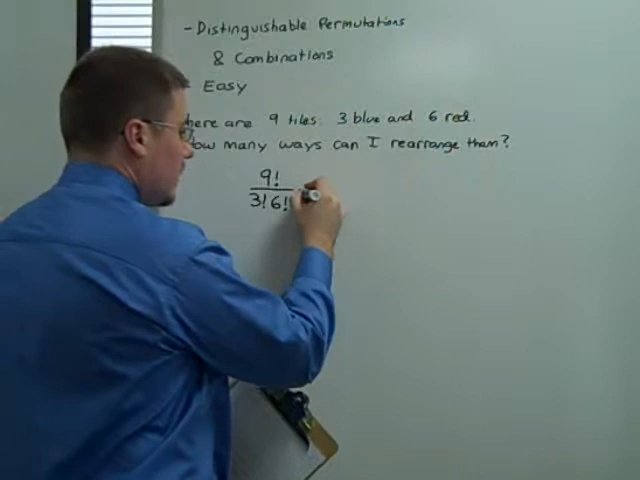 - Distinguishable Permutations
& Combinations
Easy
here are 9 tiles. 3 blue and 6 red.
ow many ways can I rearrange them?
9!
3!6!